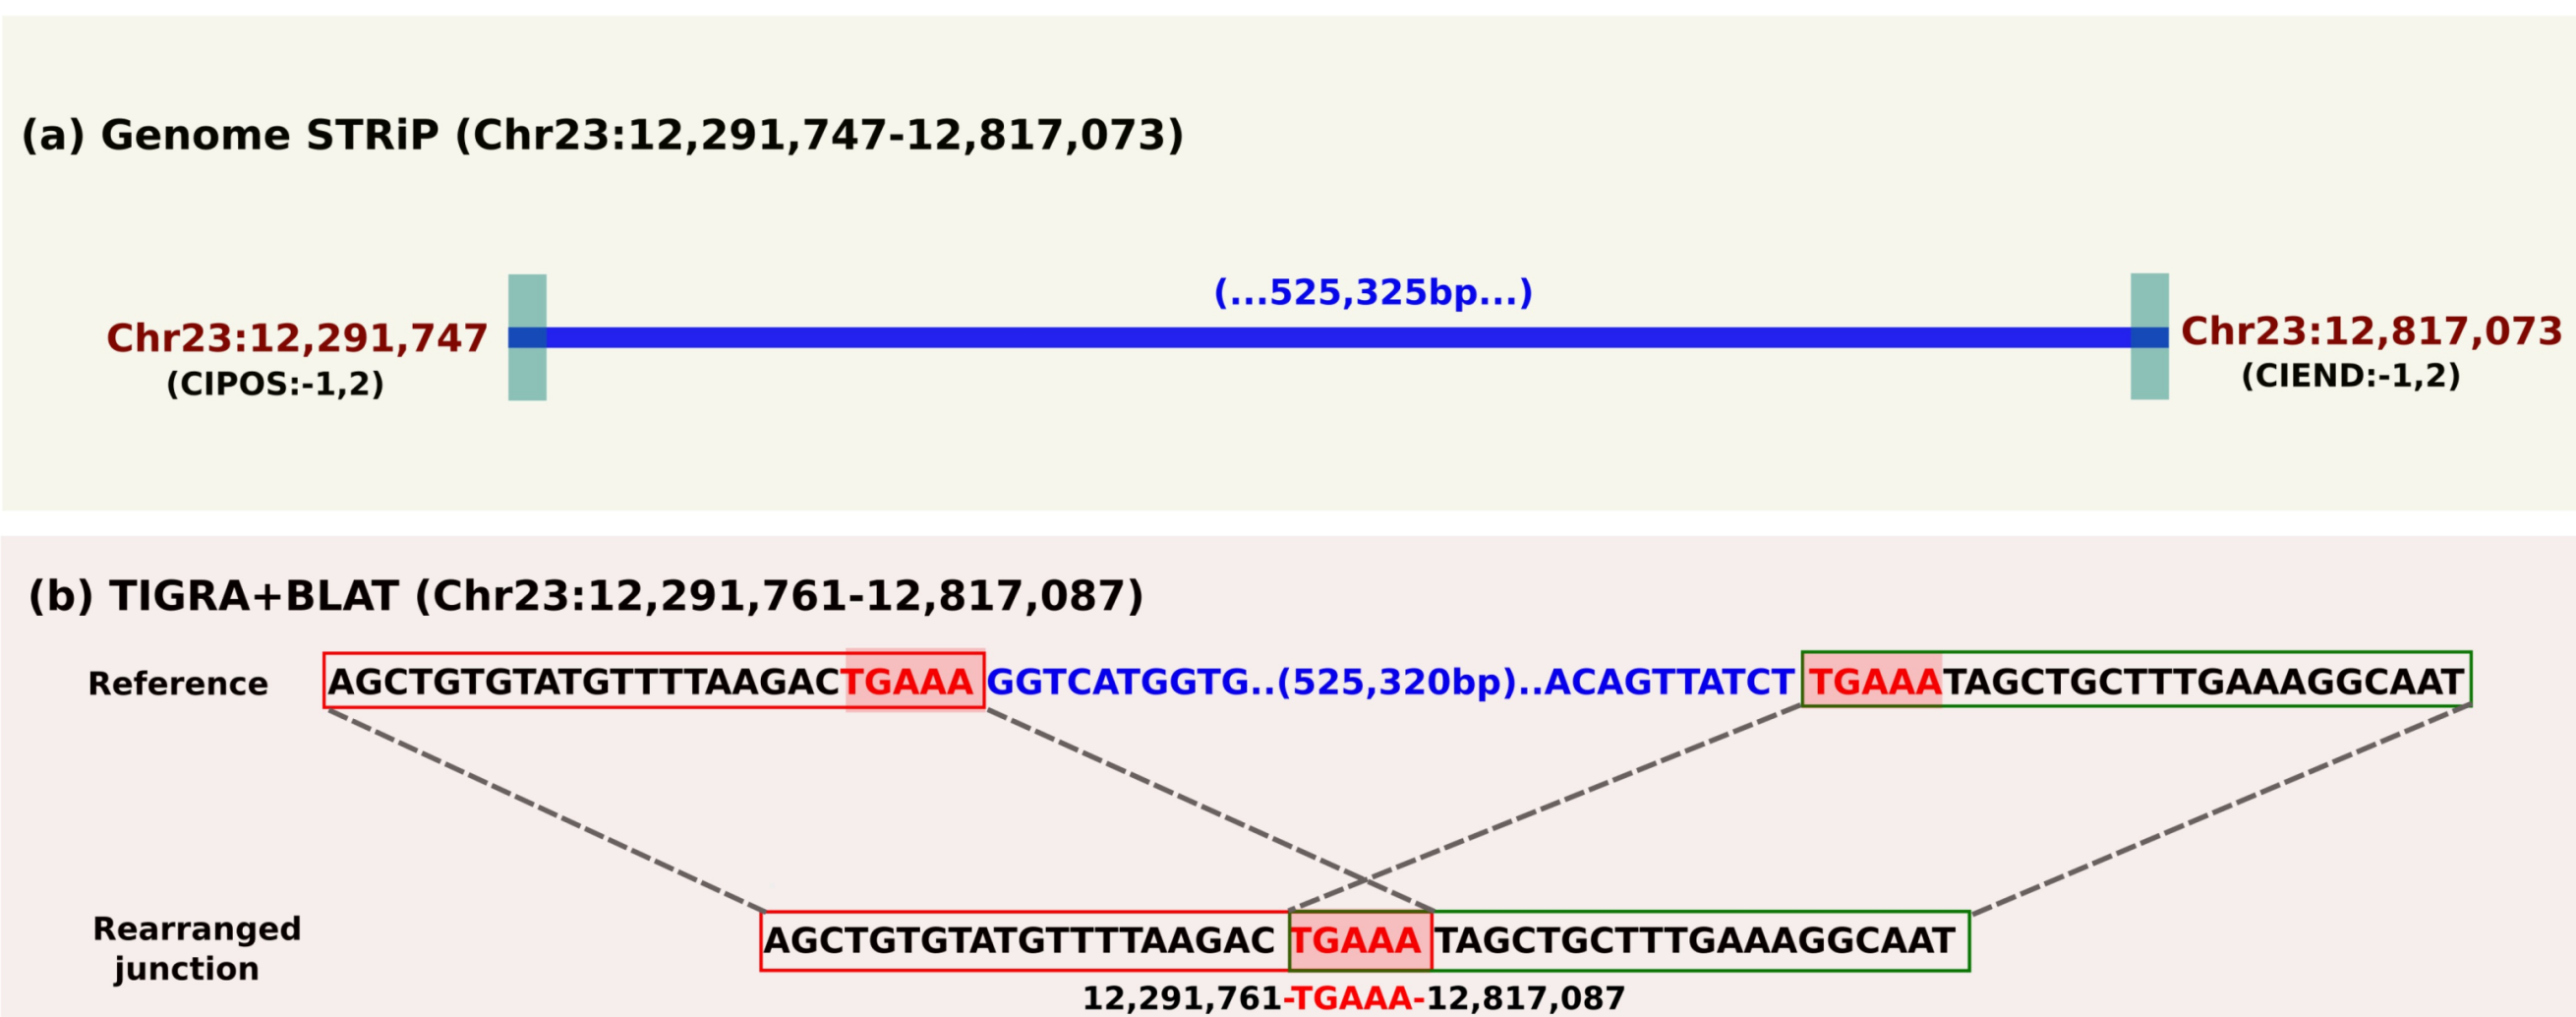 (a) Genome STRiP (Chr23:12,291,747-12,817,073)
(...525,325bp...)
Chr23:12,291,747
(CIPOS:-1,2)
Chr23:12,817,073
(CIEND:-1,2)
(b) TIGRA+BLAT (Chr23:12,291,761-12,817,087)
Reference AGCTGTGTATGTTTTAAGACTGAAA GGTCATGGTG..(525,320bp)..ACAGTTATCT TGAAATAGCTGCTTTGAAAGGCAAT
Rearranged
junction
AGCTGTGTATGTTTTAAGAC TGAAA TAGCTGCTTTGAAAGGCAAT
12,291,761-TGAAA-12,817,087